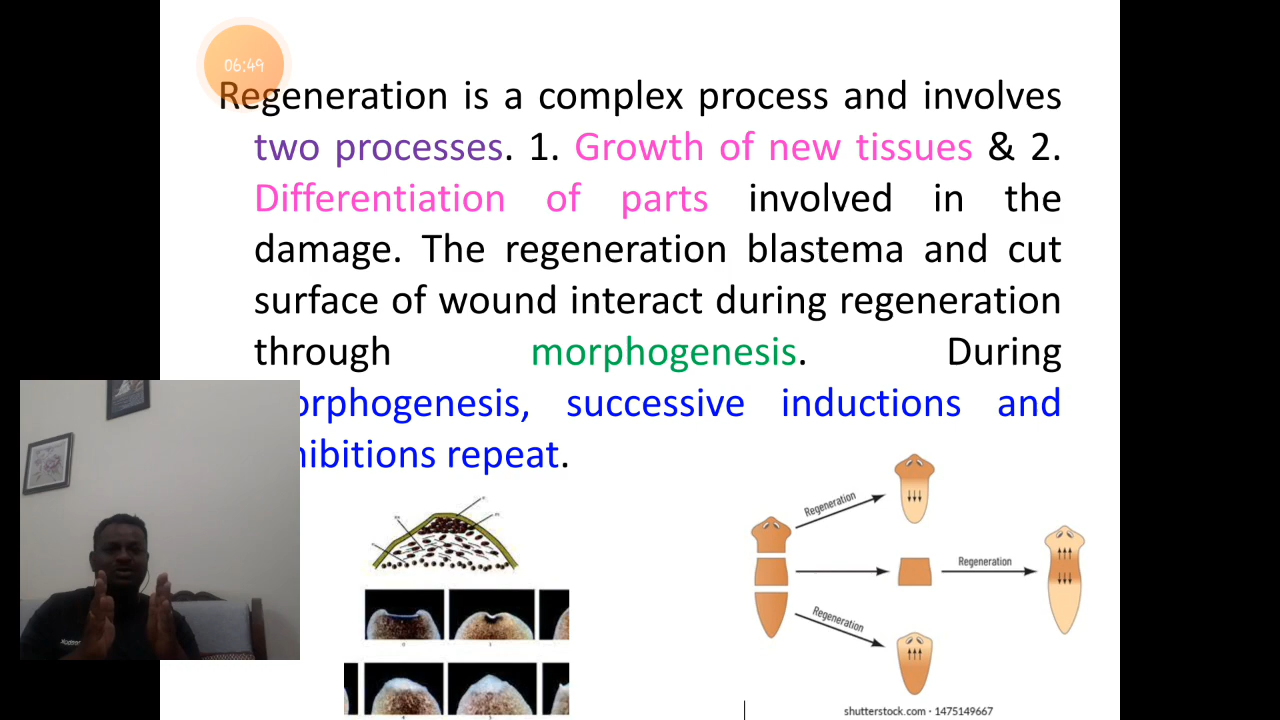 06:49
Regeneration is a complex process and involves
two processes. 1. Growth of new tissues & 2.
Differentiation of parts involved in the
damage. The regeneration blastema and cut
surface of wound interact during regeneration
through morphogenesis. During
orphogenesis, successive inductions and
hibitions repeat.
Regeneration
Regeneration
Regeneration
shutterstock.com · 1475149667